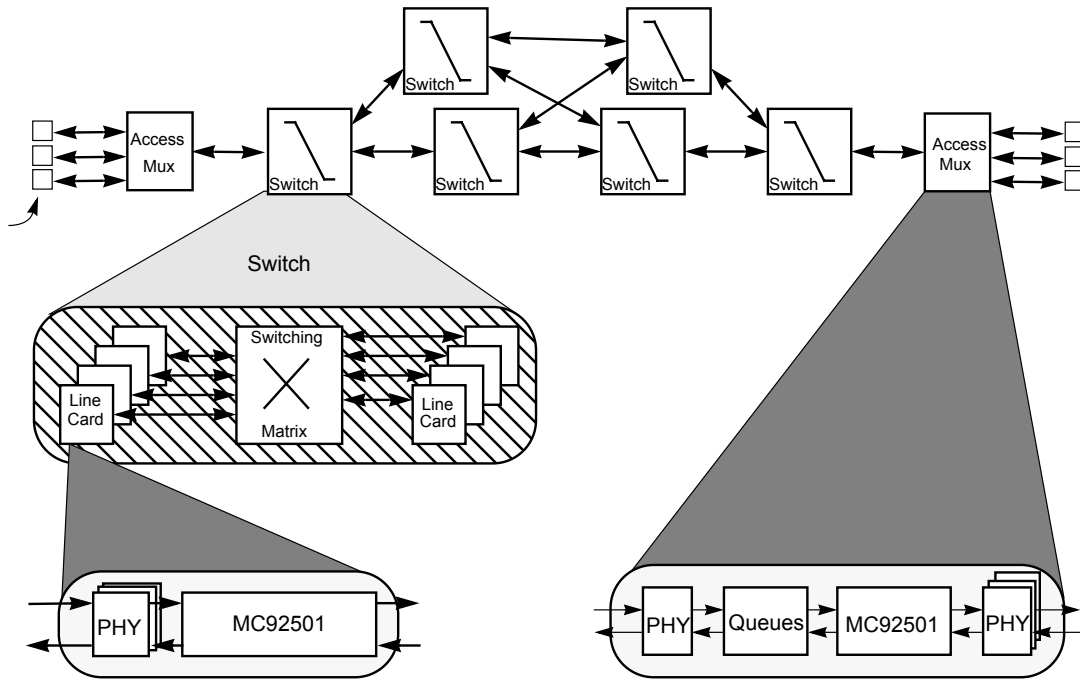 Switch
Switch
Access
Mux
Switch
Switch
Switch
Switch
Access
Mux
Switch
Switching
Matrix
Line
Card
Line
Card
PHY
MC92501
PHY
Queues
MC92501
PHY